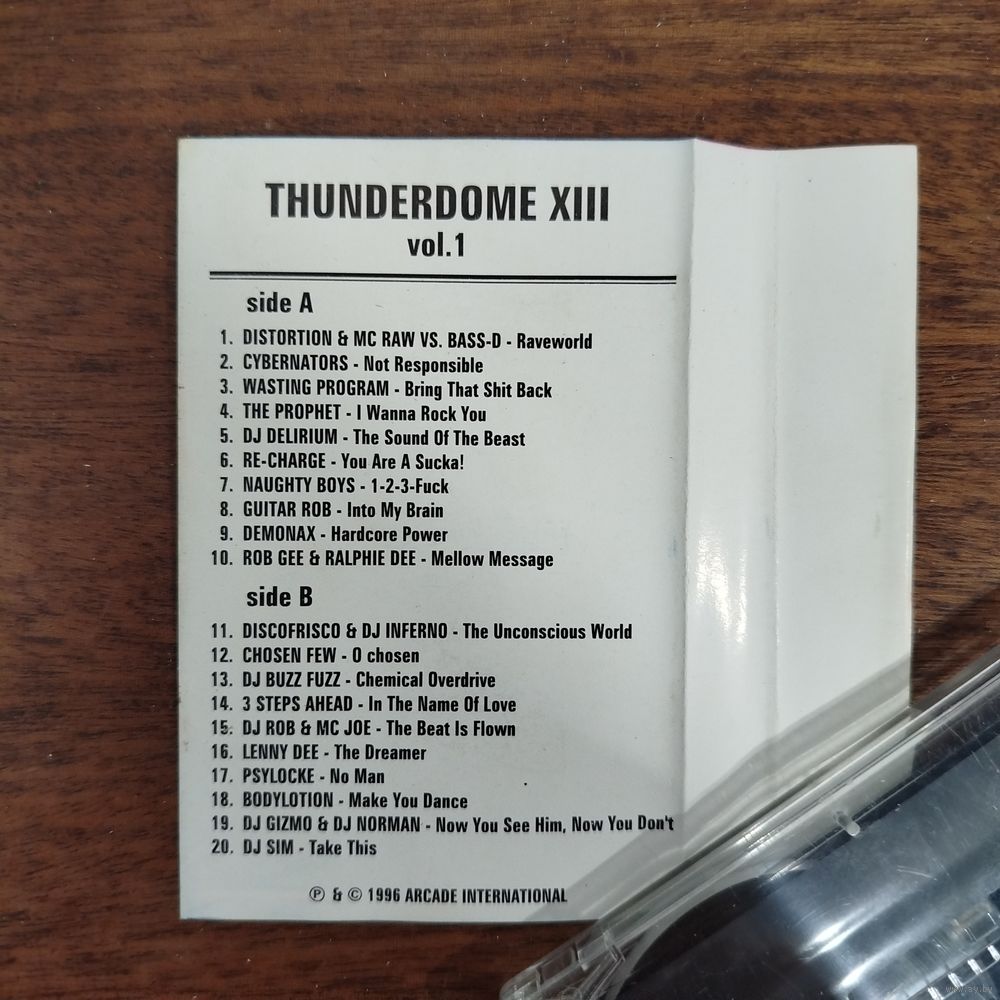 THUNDERDOME XIII
vol.1
side A
1. DISTORTION & MC RAW VS. BASS-D - Raveworld
2. CYBERNATORS - Not Responsible
3. WASTING PROGRAM - Bring That Shit Back
4. THE PROPHET - I Wanna Rock You
5. DJ DELIRIUM - The Sound Of The Beast
6. RE-CHARGE - You Are A Sucka!
7. NAUGHTY BOYS - 1-2-3-Fuck
8. GUITAR ROB - Into My Brain
9. DEMONAX - Hardcore Power
10. ROB GEE & RALPHIE DEE - Mellow Message
side B
11. DISCOFRISCO & DJ INFERNO - The Unconscious World
12. CHOSEN FEW - O chosen
13. DJ BUZZ FUZZ - Chemical Overdrive
14. 3 STEPS AHEAD - In The Name Of Love
15. DJ ROB & MC JOE - The Beat Is Flown
16. LENNY DEE - The Dreamer
17. PSYLOCKE - No Man
18. BODYLOTION - Make You Dance
19. DJ GIZMO & DJ NORMAN - Now You See Him, Now You Don't
20. DJ SIM - Take This
℗ & © 1996 ARCADE INTERNATIONAL